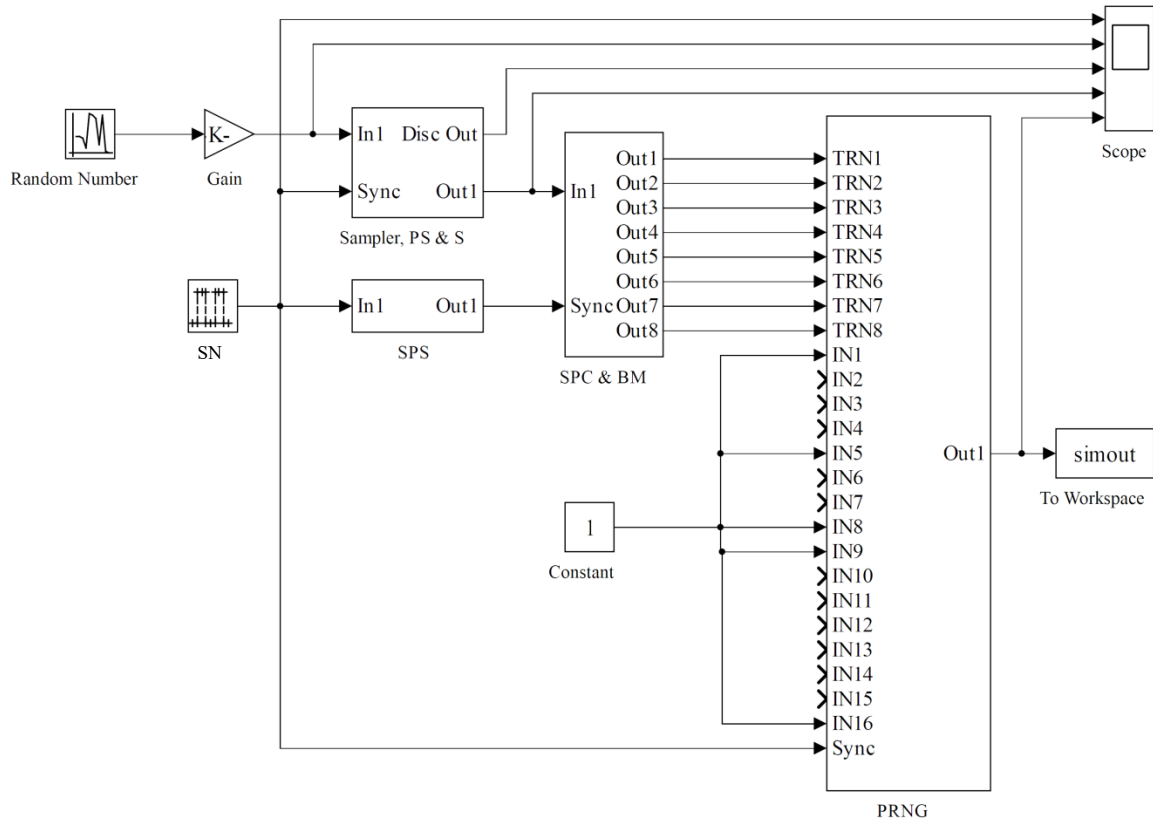 Scope
K-
Random Number
Gain
In1
Disc Out
Sync
Out1
Sampler, PS & S
SN
In1
Out1
SPS
In1
Sync
Out1
Out2
Out3
Out4
Out5
Out6
Out7
Out8
SPC & BM
1
Constant
TRN1
TRN2
TRN3
TRN4
TRN5
TRN6
TRN7
TRN8
IN1
IN2
IN3
IN4
IN5
IN6
IN7
IN8
IN9
IN10
IN11
IN12
IN13
IN14
IN15
IN16
Sync
Out1
PRNG
simout
To Workspace